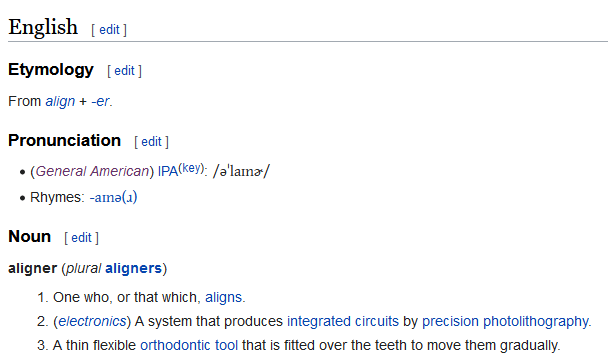 English [ edit ]
Etymology [ edit ]
From align + -er.
Pronunciation [ edit ]
• (General American) IPA(key): /əˈlaɪnɚ/
• Rhymes: -aɪnə(ɹ)
Noun [ edit ]
aligner (plural aligners)
1. One who, or that which, aligns.
2. (electronics) A system that produces integrated circuits by precision photolithography.
3. A thin flexible orthodontic tool that is fitted over the teeth to move them gradually.